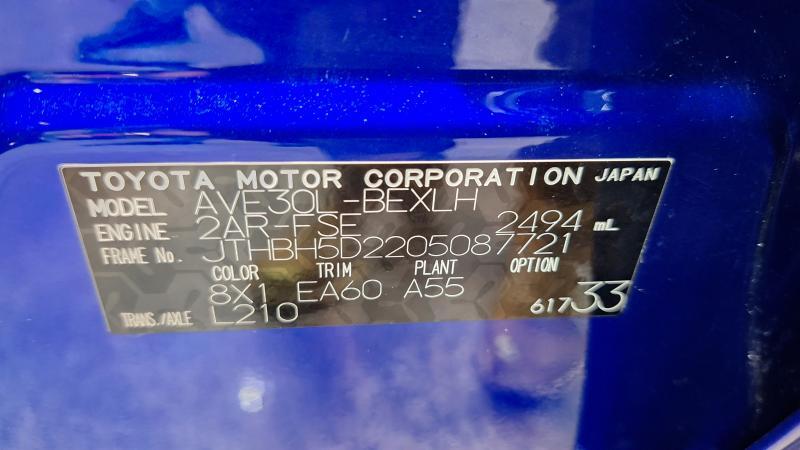 TOYOTA MOTOR CORPORATION JAPAN
MODEL AVE30L-BEXLH
ENGINE 2AR-FSE 2494 mL
FRAME No. JTHBH5D2205087721
COLOR TRIM PLANT OPTION
8X1 EA60 A55
TRANS./AXLE L210 61733